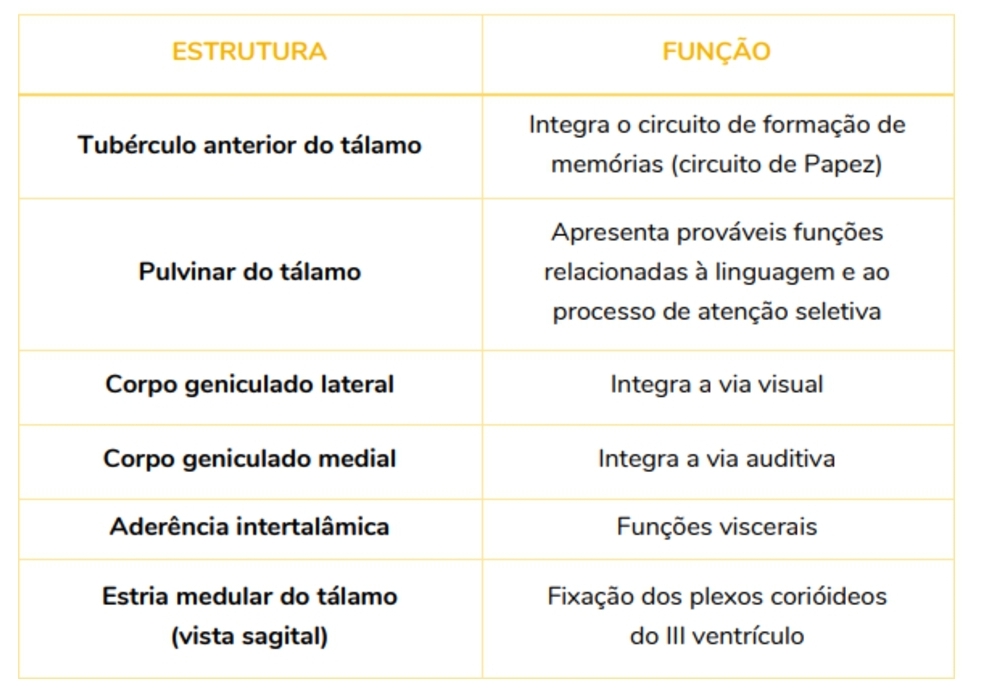 ESTRUTURA
FUNÇÃO
Tubérculo anterior do tálamo
Integra o circuito de formação de
memórias (circuito de Papez)
Pulvinar do tálamo
Apresenta prováveis funções
relacionadas à linguagem e ao
processo de atenção seletiva
Corpo geniculado lateral
Integra a via visual
Corpo geniculado medial
Integra a via auditiva
Aderência intertalâmica
Funções viscerais
Estria medular do tálamo
(vista sagital)
Fixação dos plexos corióideos
do III ventrículo